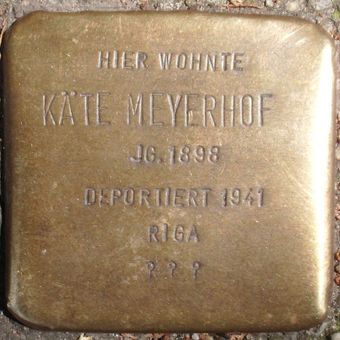 HIER WOHNTE
KÄTE MEYERHOF
JG. 1898
DEPORTIERT 1941
RIGA
? ? ?